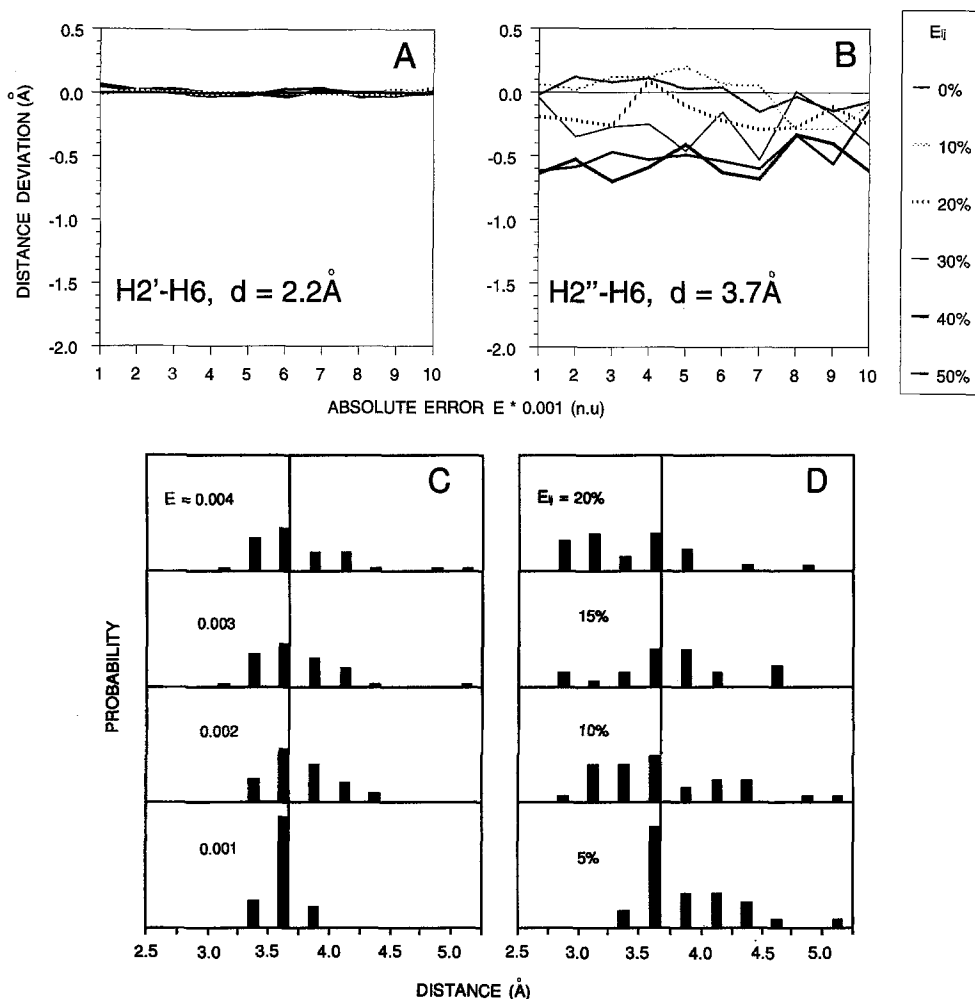 A
B
DISTANCE DEVIATION (Å)
0.5
0.0
-0.5
-1.0
-1.5
-2.0
H2'-H6, d = 2.2Å
1 2 3 4 5 6 7 8 9 10
0.5
0.0
-0.5
-1.0
-1.5
-2.0
H2''-H6, d = 3.7Å
1 2 3 4 5 6 7 8 9 10
ABSOLUTE ERROR E * 0.001 (n.u)
Eij
0%
10%
20%
30%
40%
50%
C
E = 0.004
0.003
0.002
0.001
PROBABILITY
2.5 3.0 3.5 4.0 4.5 5.0
D
Eij = 20%
15%
10%
5%
2.5 3.0 3.5 4.0 4.5 5.0
DISTANCE (Å)